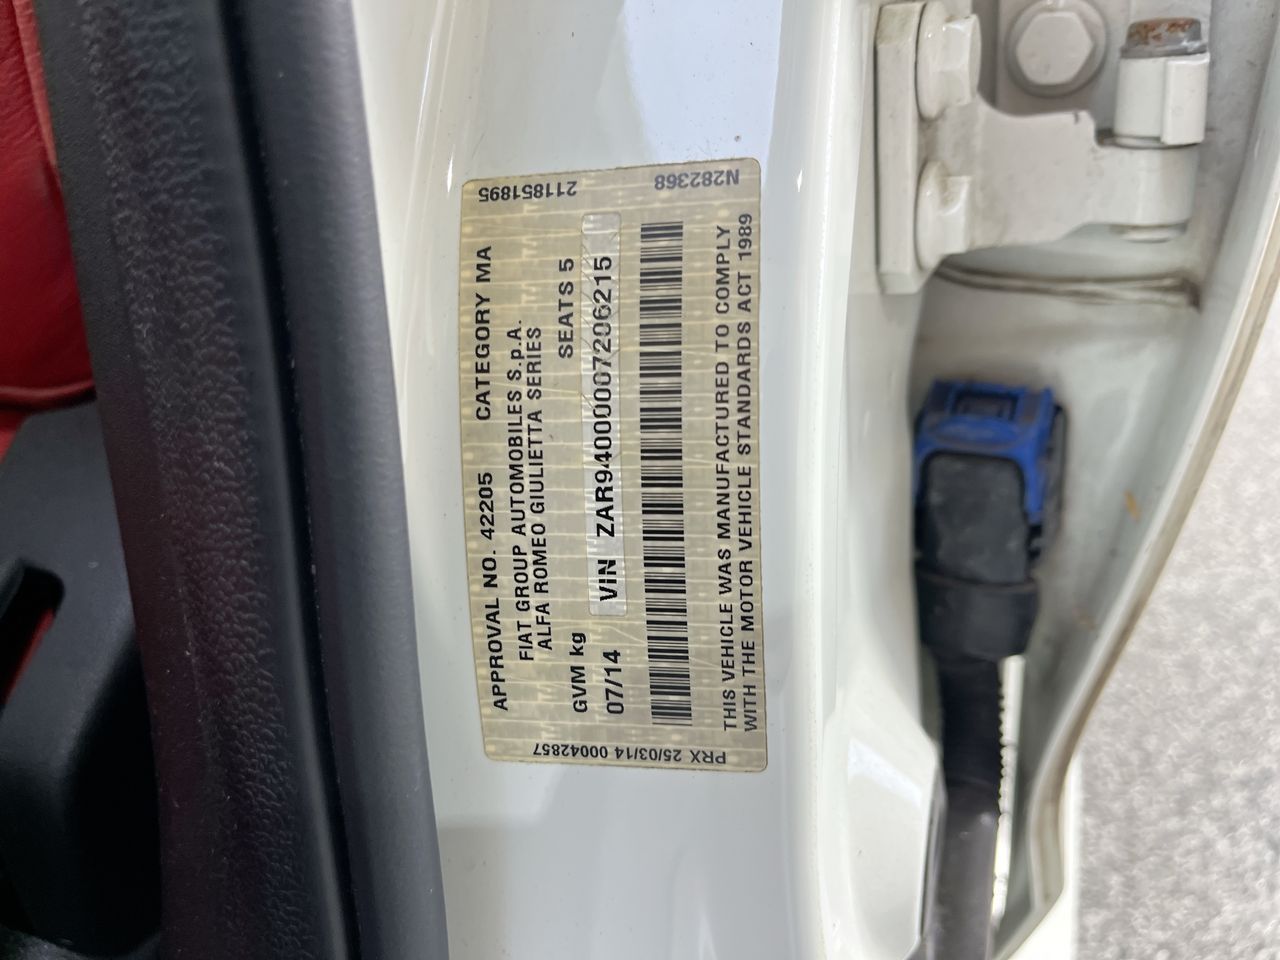 APPROVAL NO. 42205 CATEGORY MA
FIAT GROUP AUTOMOBILES S.p.A.
ALFA ROMEO GIULIETTA SERIES
GVM kg SEATS 5
07/14 VIN ZAR94000007206215
THIS VEHICLE WAS MANUFACTURED TO COMPLY
WITH THE MOTOR VEHICLE STANDARDS ACT 1989
211851895
N282368
PRX 25/03/14 00042857